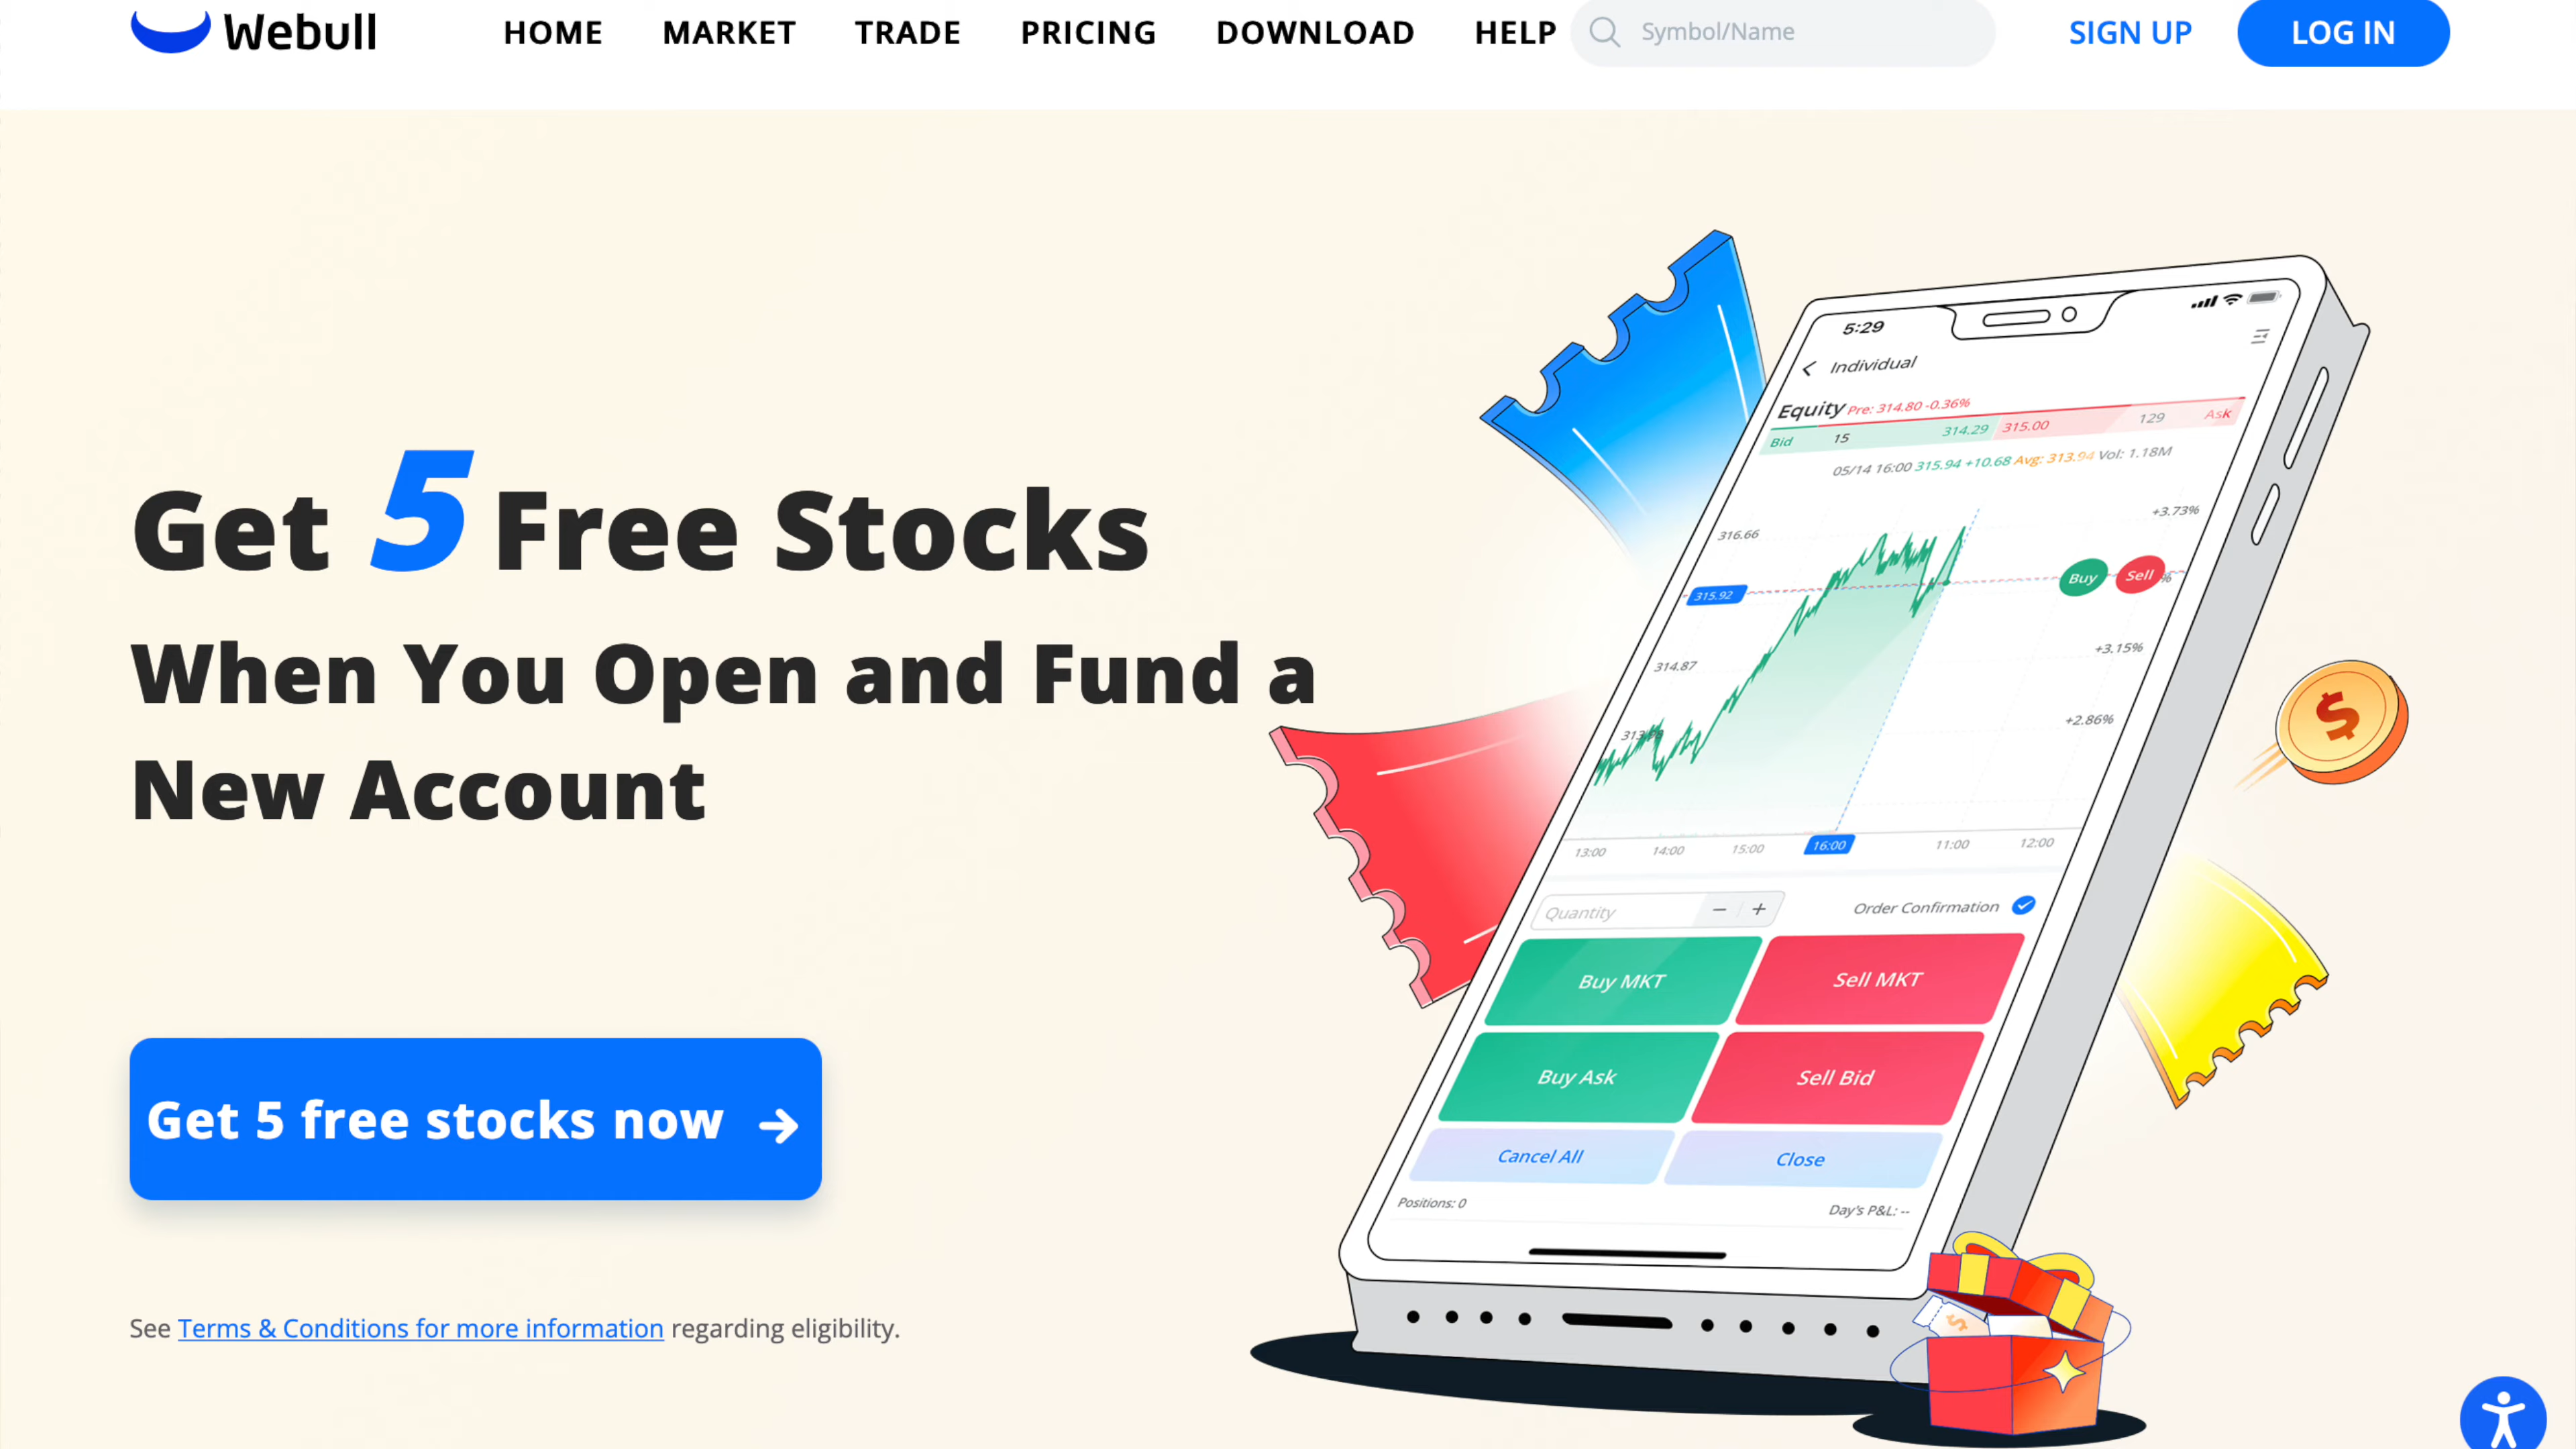 Webull
HOME
MARKET
TRADE
PRICING
DOWNLOAD
HELP
Symbol/Name
SIGN UP
LOG IN
Get 5 Free Stocks
When You Open and Fund a
New Account
Get 5 free stocks now →
See Terms & Conditions for more information regarding eligibility.
5:29
Individual
Equity Pre: 314.80 -0.36%
Bid 15 314.29 315.00 129 Ask
05/14 16:00 315.94 +10.68 Avg: 313.94 Vol: 1.18M
316.66 +3.73%
315.92 Buy Sell %
314.87 +3.15%
+2.86%
13:00 14:00 15:00 16:00 11:00 12:00
Quantity − + Order Confirmation
Buy MKT Sell MKT
Buy Ask Sell Bid
Cancel All Close
Positions: 0 Day's P&L: --
$
$